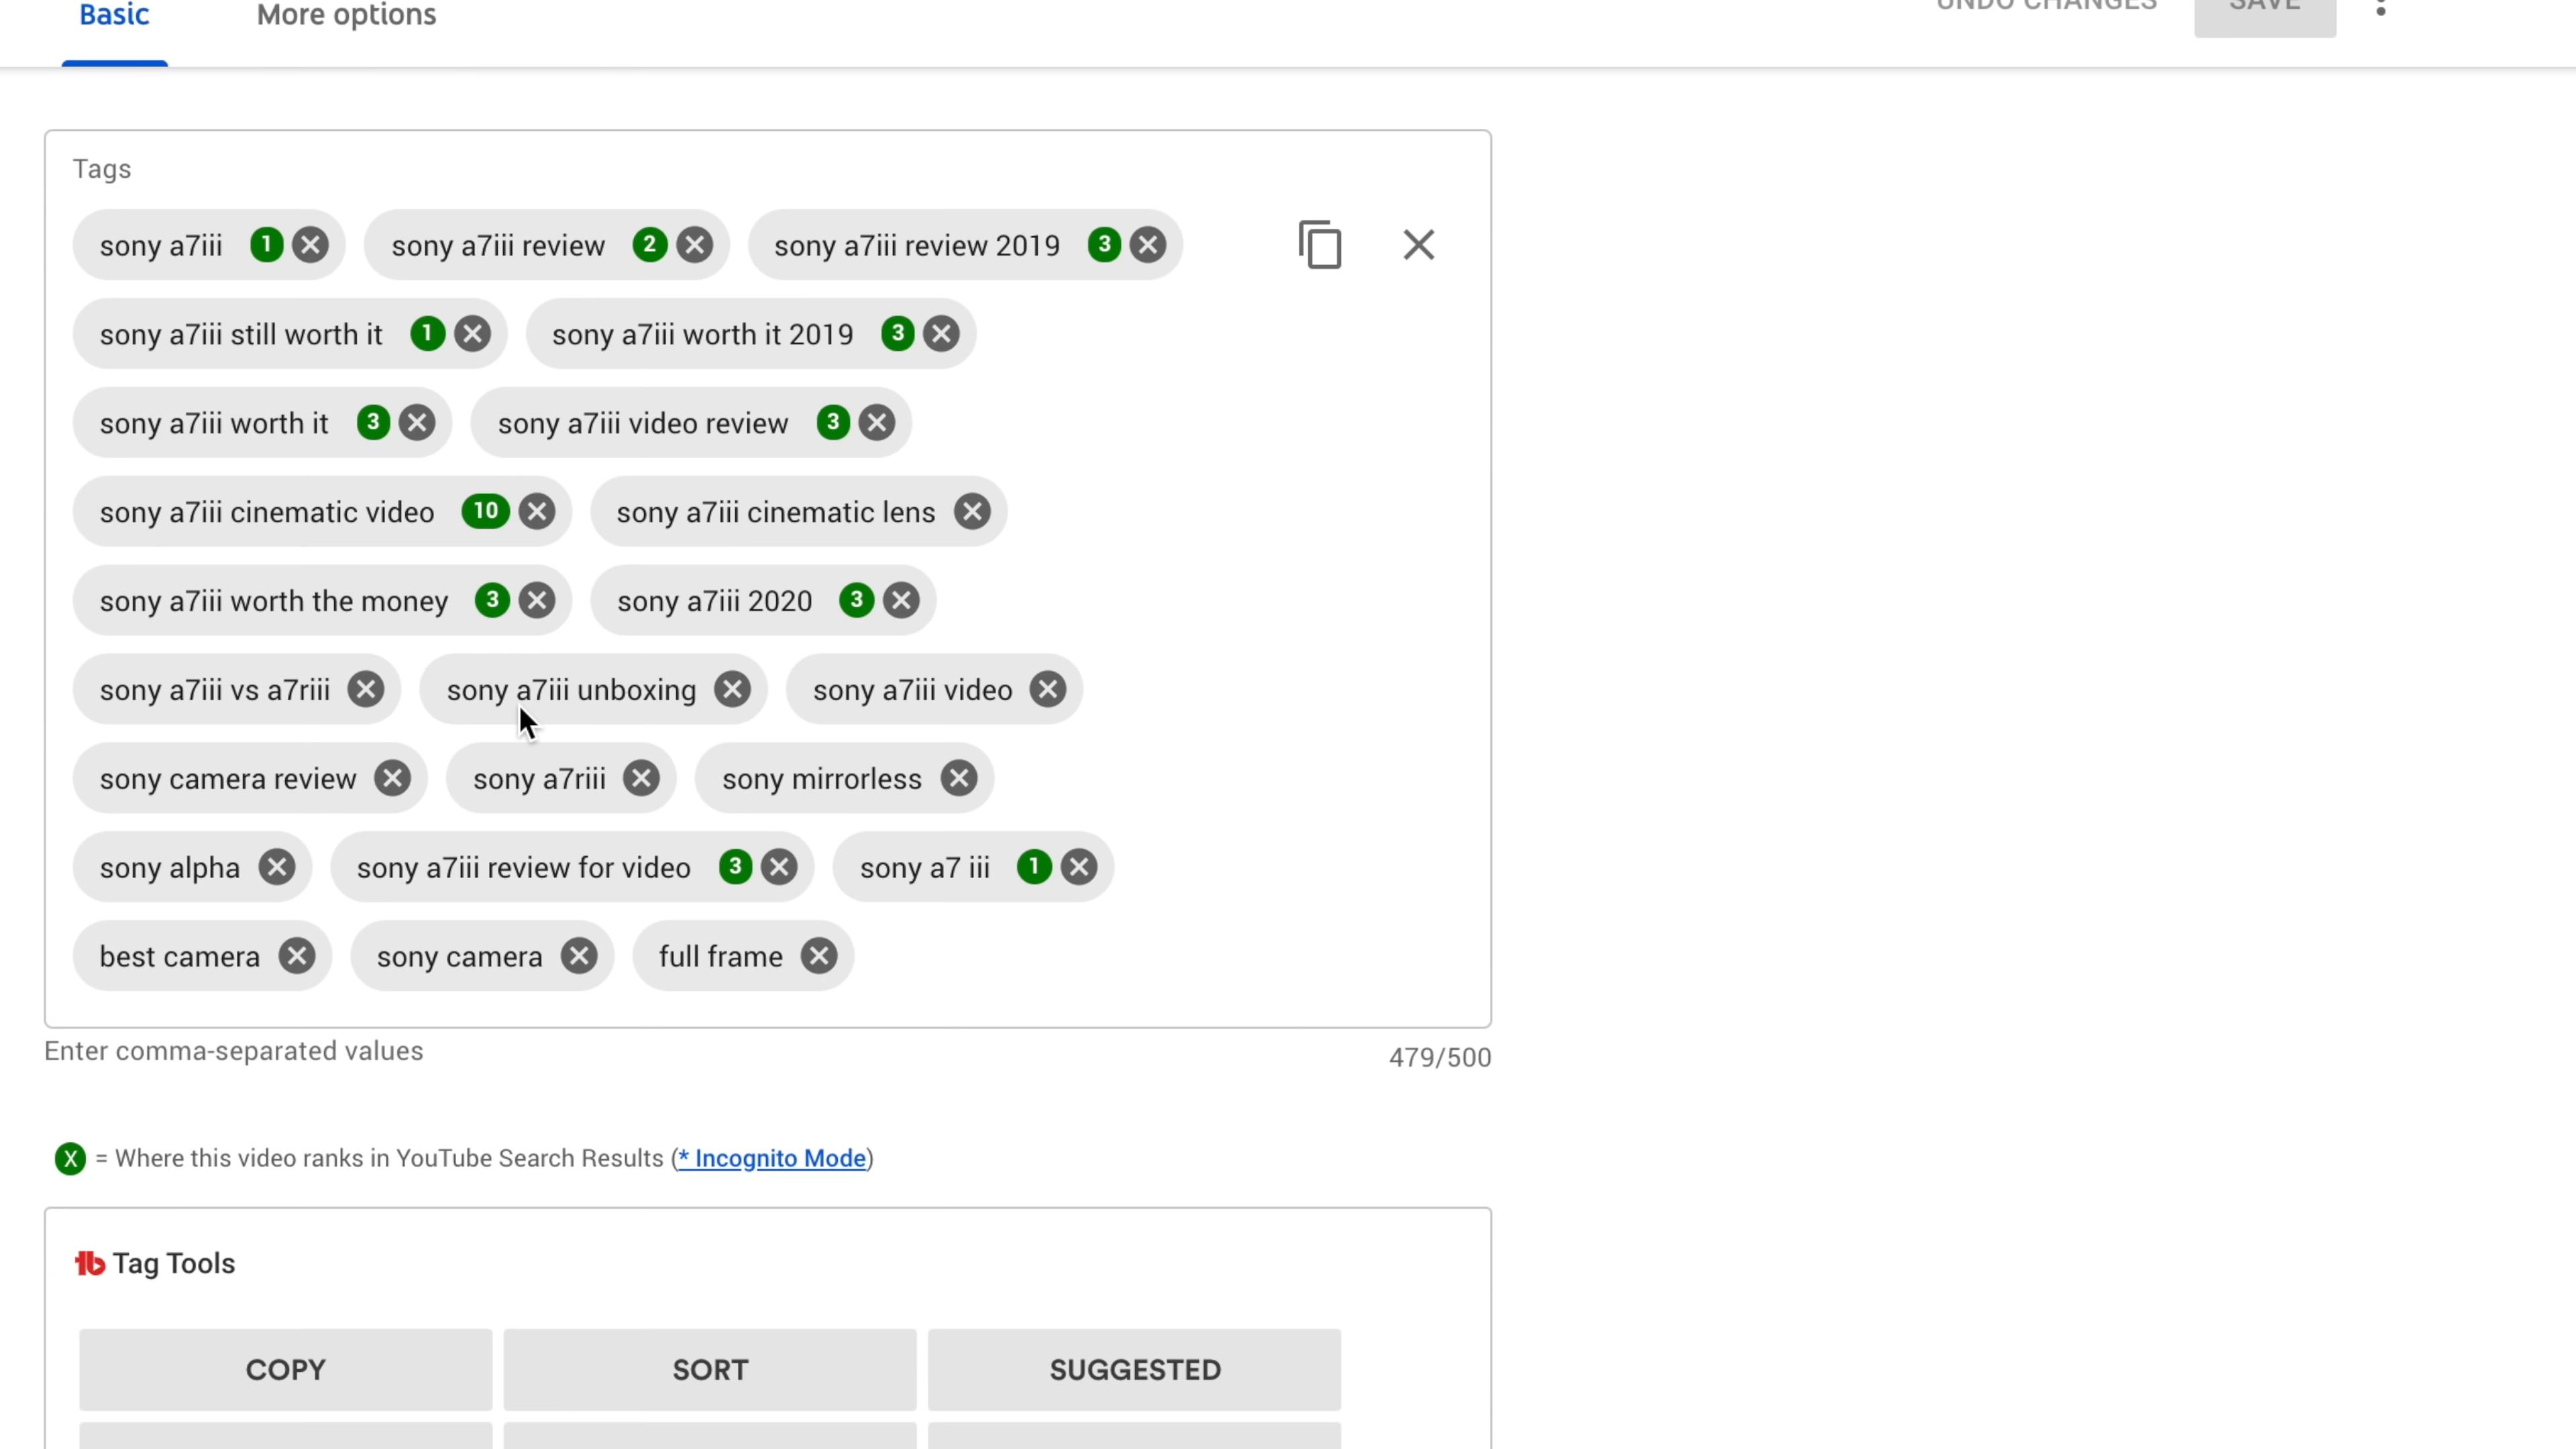 Basic More options UNDO CHANGES SAVE
Tags
sony a7iii 1 sony a7iii review 2 sony a7iii review 2019 3
sony a7iii still worth it 1 sony a7iii worth it 2019 3
sony a7iii worth it 3 sony a7iii video review 3
sony a7iii cinematic video 10 sony a7iii cinematic lens
sony a7iii worth the money 3 sony a7iii 2020 3
sony a7iii vs a7riii sony a7iii unboxing sony a7iii video
sony camera review sony a7riii sony mirrorless
sony alpha sony a7iii review for video 3 sony a7 iii 1
best camera sony camera full frame
Enter comma-separated values 479/500
X = Where this video ranks in YouTube Search Results (* Incognito Mode)
tb Tag Tools
COPY SORT SUGGESTED